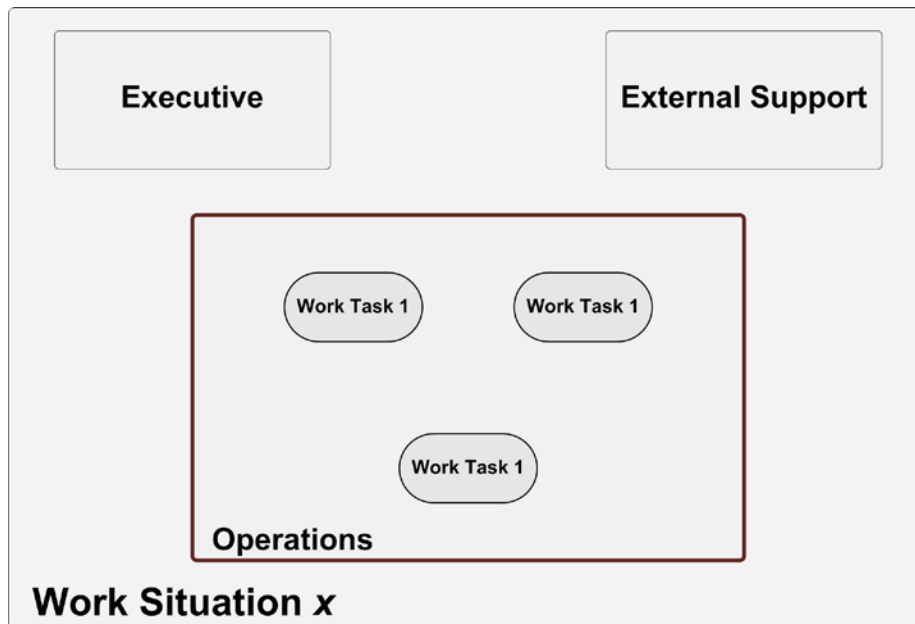 Executive
External Support
Work Task 1
Work Task 1
Work Task 1
Operations
Work Situation x